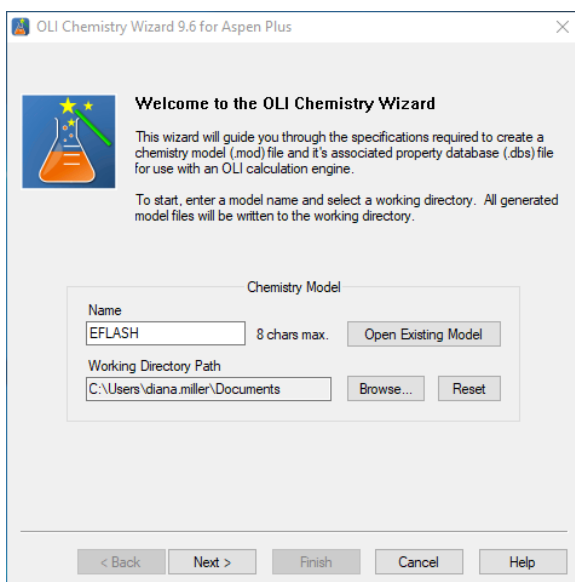 OLI Chemistry Wizard 9.6 for Aspen Plus
Welcome to the OLI Chemistry Wizard
This wizard will guide you through the specifications required to create a
chemistry model (.mod) file and it's associated property database (.dbs) file
for use with an OLI calculation engine.
To start, enter a model name and select a working directory. All generated
model files will be written to the working directory.
Chemistry Model
Name
EFLASH 8 chars max. Open Existing Model
Working Directory Path
C:\Users\diana.miller\Documents Browse... Reset
< Back Next > Finish Cancel Help